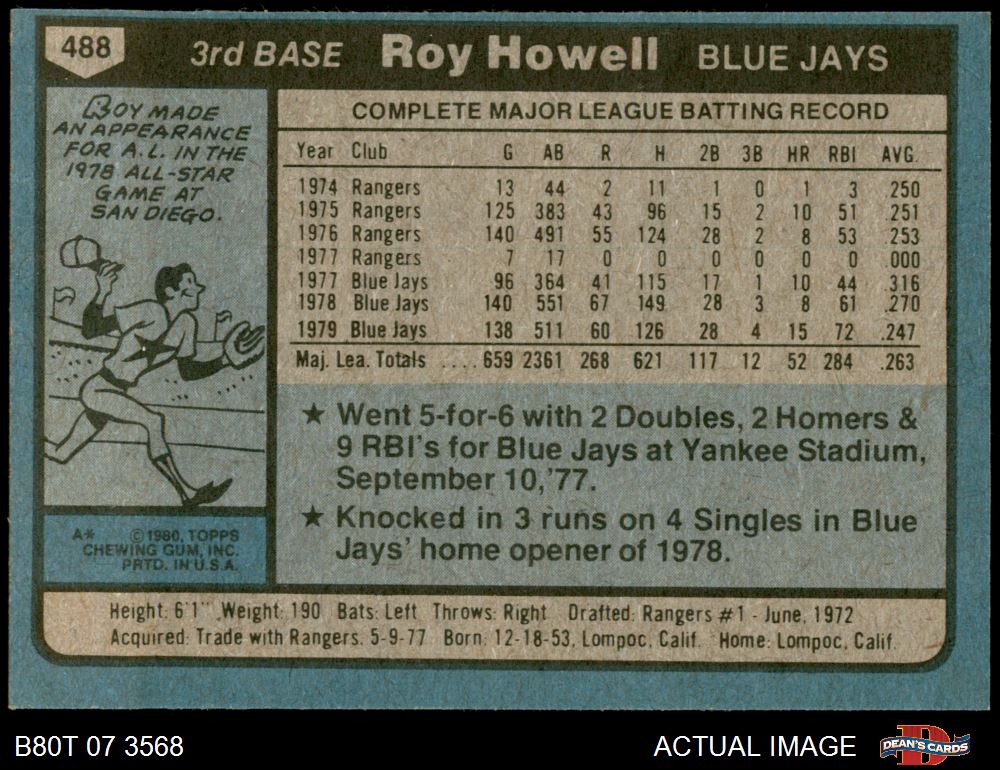 488
3rd BASE Roy Howell BLUE JAYS
ROY MADE
AN APPEARANCE
FOR A.L. IN THE
1978 ALL-STAR
GAME AT
SAN DIEGO.
COMPLETE MAJOR LEAGUE BATTING RECORD
Year Club G AB R H 2B 3B HR RBI AVG.
1974 Rangers 13 44 2 11 1 0 1 3 .250
1975 Rangers 125 383 43 96 15 2 10 51 .251
1976 Rangers 140 491 55 124 28 2 8 53 .253
1977 Rangers 7 17 0 0 0 0 0 0 .000
1977 Blue Jays 96 364 41 115 17 1 10 44 .316
1978 Blue Jays 140 551 67 149 28 3 8 61 .270
1979 Blue Jays 138 511 60 126 28 4 15 72 .247
Maj. Lea. Totals .... 659 2361 268 621 117 12 52 284 .263
★ Went 5-for-6 with 2 Doubles, 2 Homers &
9 RBI's for Blue Jays at Yankee Stadium,
September 10,'77.
★ Knocked in 3 runs on 4 Singles in Blue
Jays' home opener of 1978.
A* ©1980, TOPPS
CHEWING GUM, INC.
PRTD. IN U.S.A.
Height: 6'1" Weight: 190 Bats: Left Throws: Right Drafted: Rangers #1 - June, 1972
Acquired: Trade with Rangers, 5-9-77 Born: 12-18-53, Lompoc, Calif. Home: Lompoc, Calif.
B80T 07 3568
ACTUAL IMAGE
D
DEAN'S CARDS